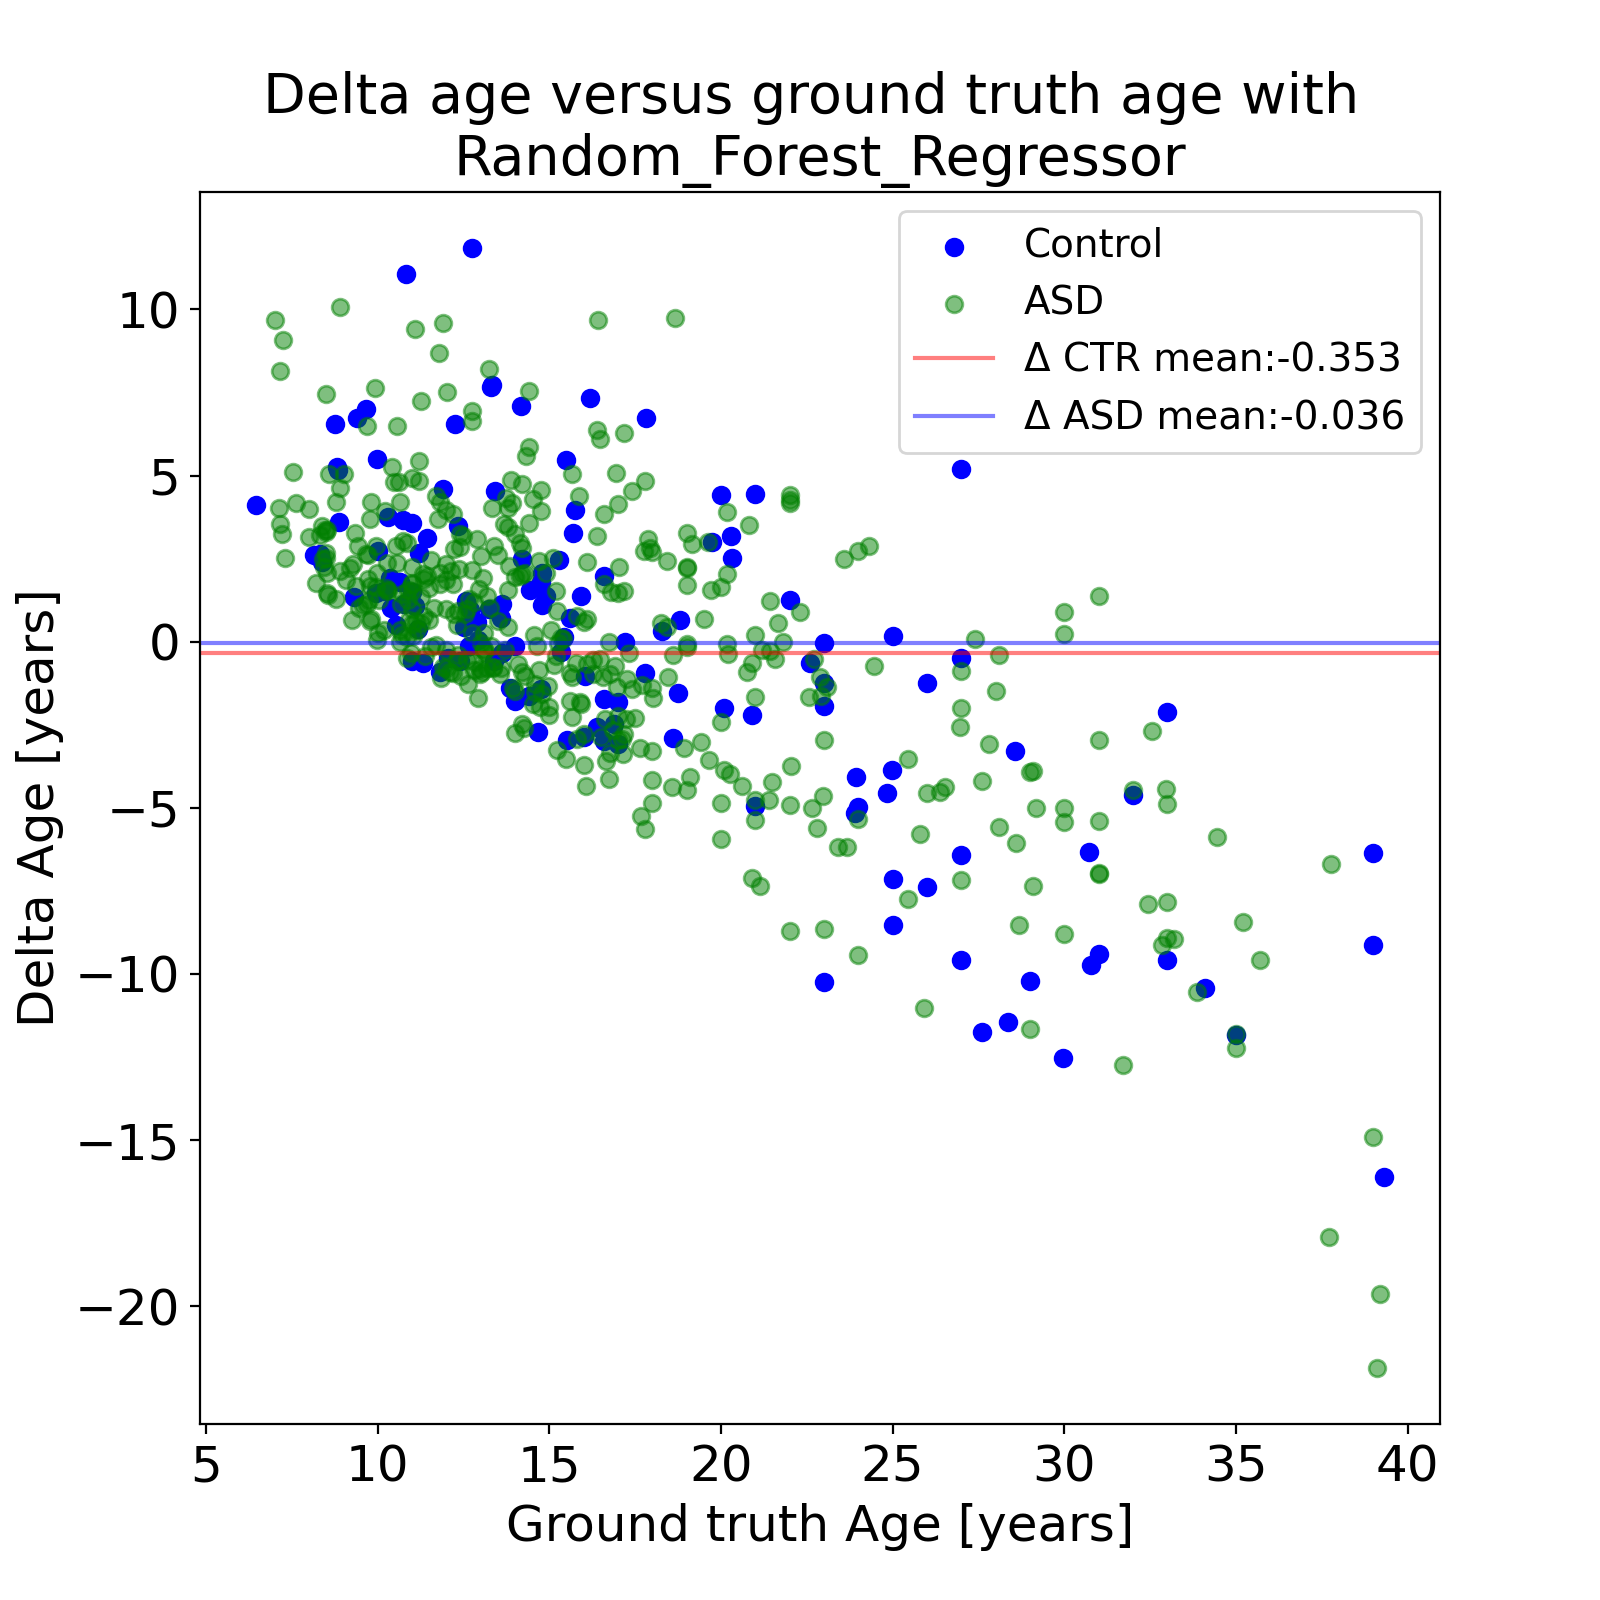 Delta age versus ground truth age with
Random_Forest_Regressor
Control
ASD
Δ CTR mean:-0.353
Δ ASD mean:-0.036
10
5
0
−5
−10
−15
−20
Delta Age [years]
5 10 15 20 25 30 35 40
Ground truth Age [years]